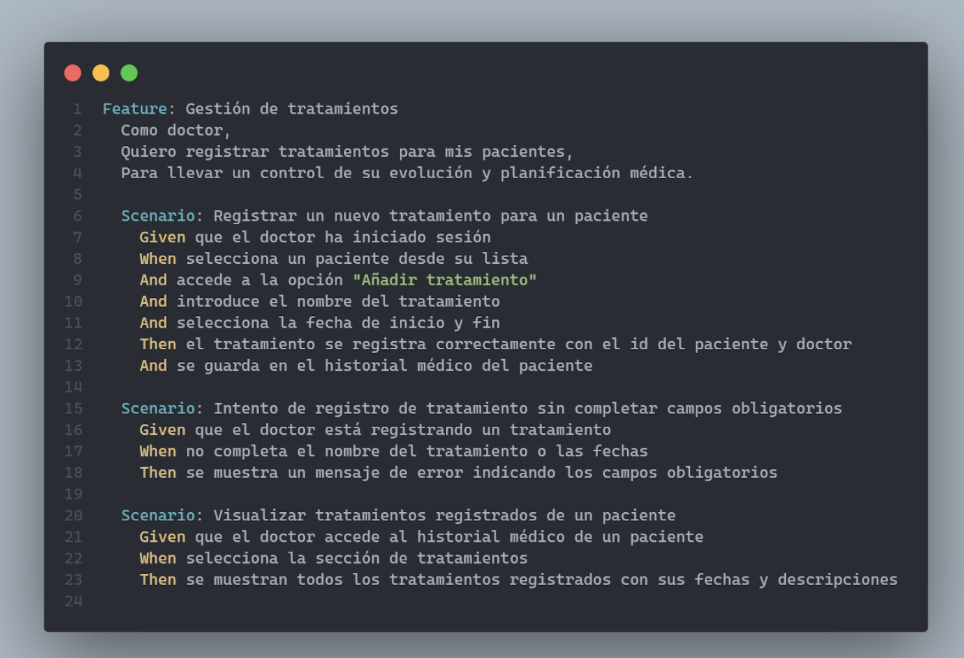 1 Feature: Gestión de tratamientos
2 Como doctor,
3 Quiero registrar tratamientos para mis pacientes,
4 Para llevar un control de su evolución y planificación médica.
5
6 Scenario: Registrar un nuevo tratamiento para un paciente
7 Given que el doctor ha iniciado sesión
8 When selecciona un paciente desde su lista
9 And accede a la opción "Añadir tratamiento"
10 And introduce el nombre del tratamiento
11 And selecciona la fecha de inicio y fin
12 Then el tratamiento se registra correctamente con el id del paciente y doctor
13 And se guarda en el historial médico del paciente
14
15 Scenario: Intento de registro de tratamiento sin completar campos obligatorios
16 Given que el doctor está registrando un tratamiento
17 When no completa el nombre del tratamiento o las fechas
18 Then se muestra un mensaje de error indicando los campos obligatorios
19
20 Scenario: Visualizar tratamientos registrados de un paciente
21 Given que el doctor accede al historial médico de un paciente
22 When selecciona la sección de tratamientos
23 Then se muestran todos los tratamientos registrados con sus fechas y descripciones
24